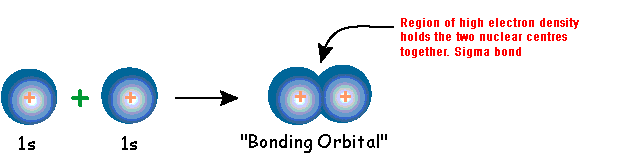 Region of high electron density
holds the two nuclear centres
together. Sigma bond
+ + + + +
1s 1s "Bonding Orbital"